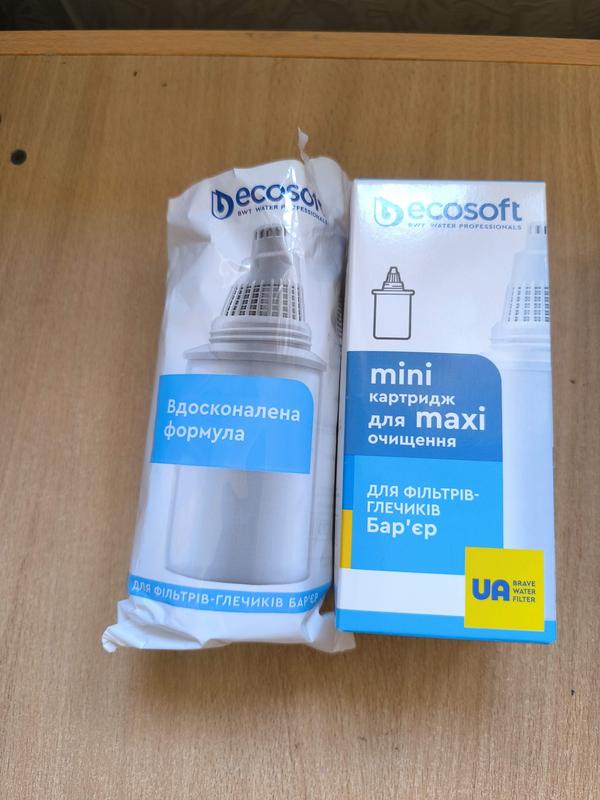 ecosoft
BWT WATER PROFESSIONALS
Вдосконалена
формула
ДЛЯ ФІЛЬТРІВ-ГЛЕЧИКІВ БАР'ЄР
ecosoft
BWT WATER PROFESSIONALS
mini
картридж
для maxi
очищення
ДЛЯ ФІЛЬТРІВ-
ГЛЕЧИКІВ
Бар'єр
UA BRAVE
WATER
FILTER